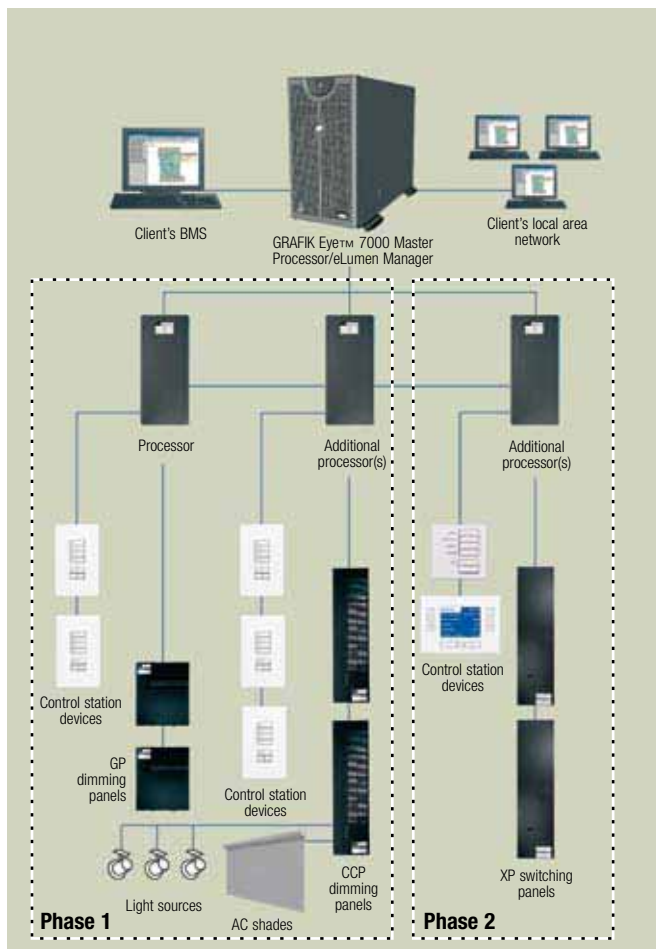 Client's BMS
GRAFIK Eye™ 7000 Master
Processor/eLumen Manager
Client's local area
network
Processor
Additional
processor(s)
Additional
processor(s)
Control station
devices
GP
dimming
panels
Control station
devices
Control station
devices
Light sources
AC shades
CCP
dimming
panels
XP switching
panels
Phase 1
Phase 2